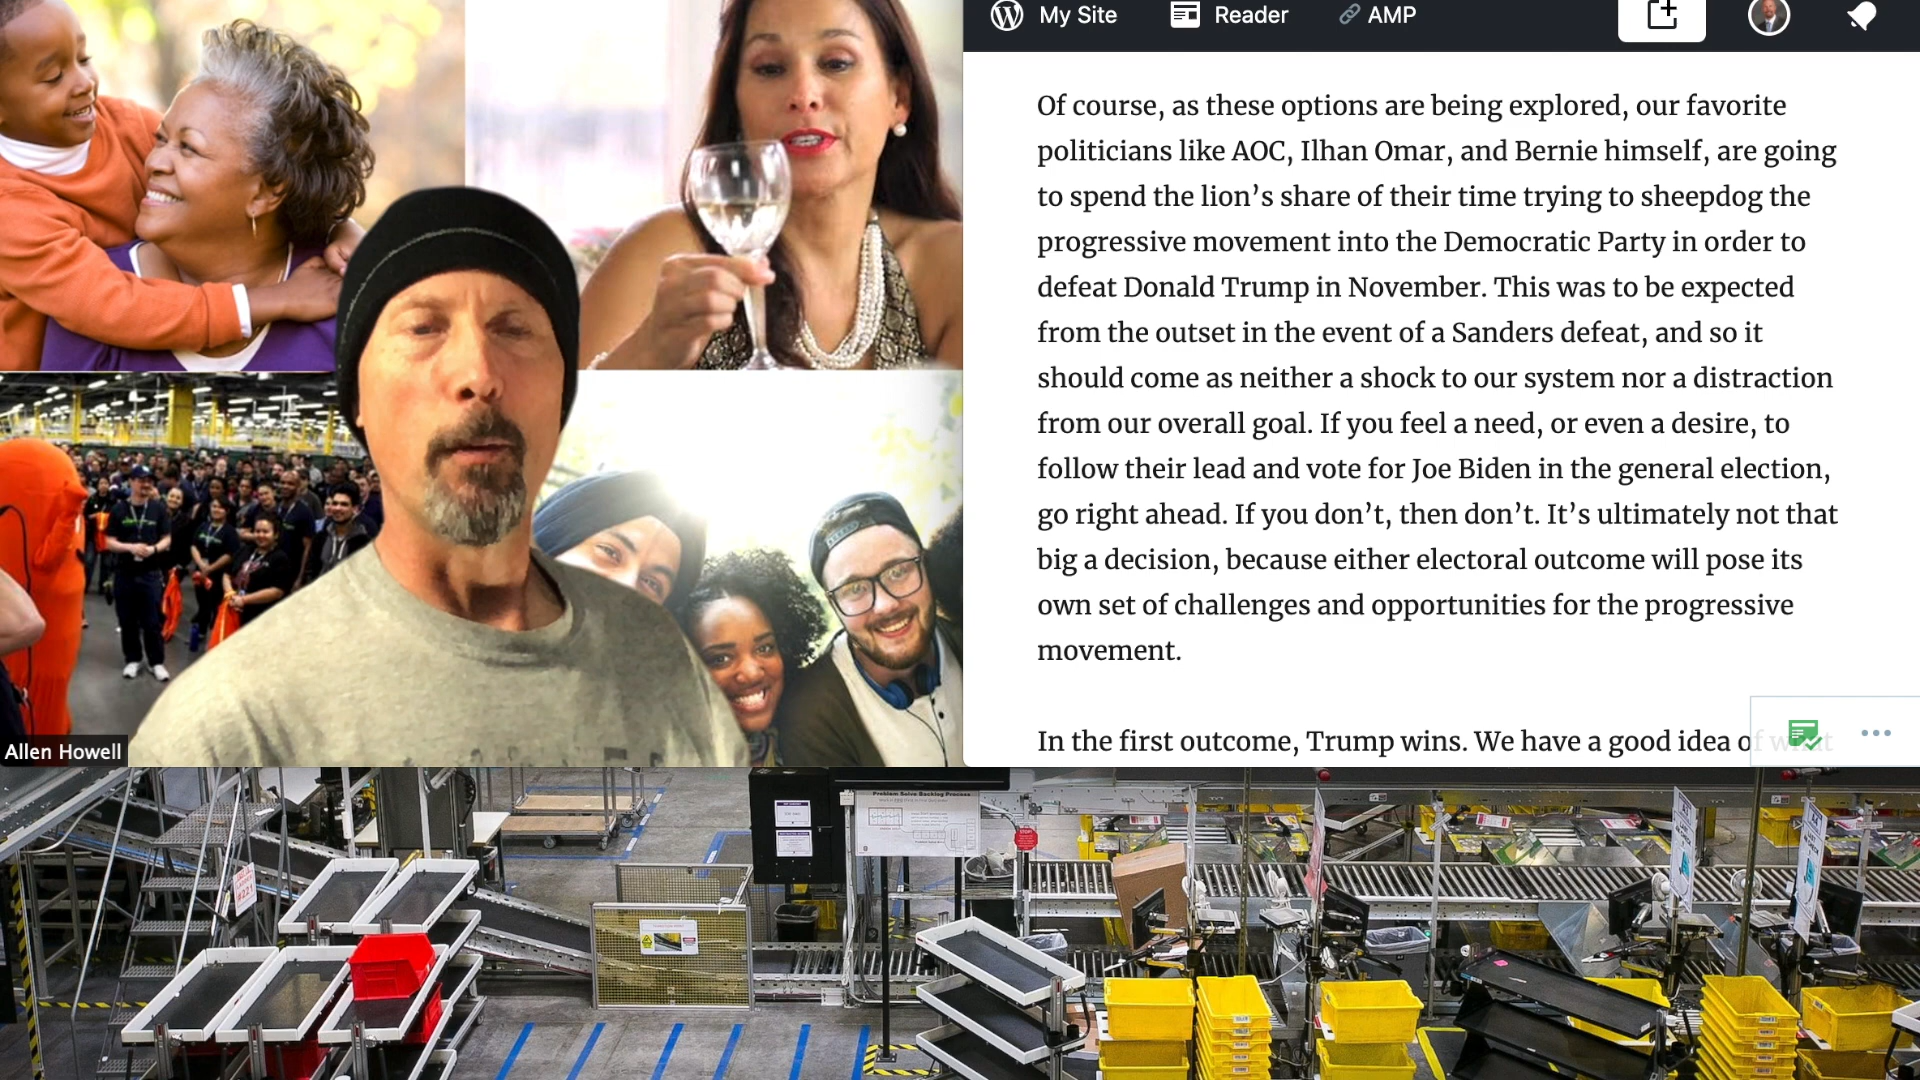 My Site
Reader
AMP
Of course, as these options are being explored, our favorite
politicians like AOC, Ilhan Omar, and Bernie himself, are going
to spend the lion’s share of their time trying to sheepdog the
progressive movement into the Democratic Party in order to
defeat Donald Trump in November. This was to be expected
from the outset in the event of a Sanders defeat, and so it
should come as neither a shock to our system nor a distraction
from our overall goal. If you feel a need, or even a desire, to
follow their lead and vote for Joe Biden in the general election,
go right ahead. If you don’t, then don’t. It’s ultimately not that
big a decision, because either electoral outcome will pose its
own set of challenges and opportunities for the progressive
movement.
In the first outcome, Trump wins. We have a good idea of what
Allen Howell
Problem Solve Backlog Process
STOP